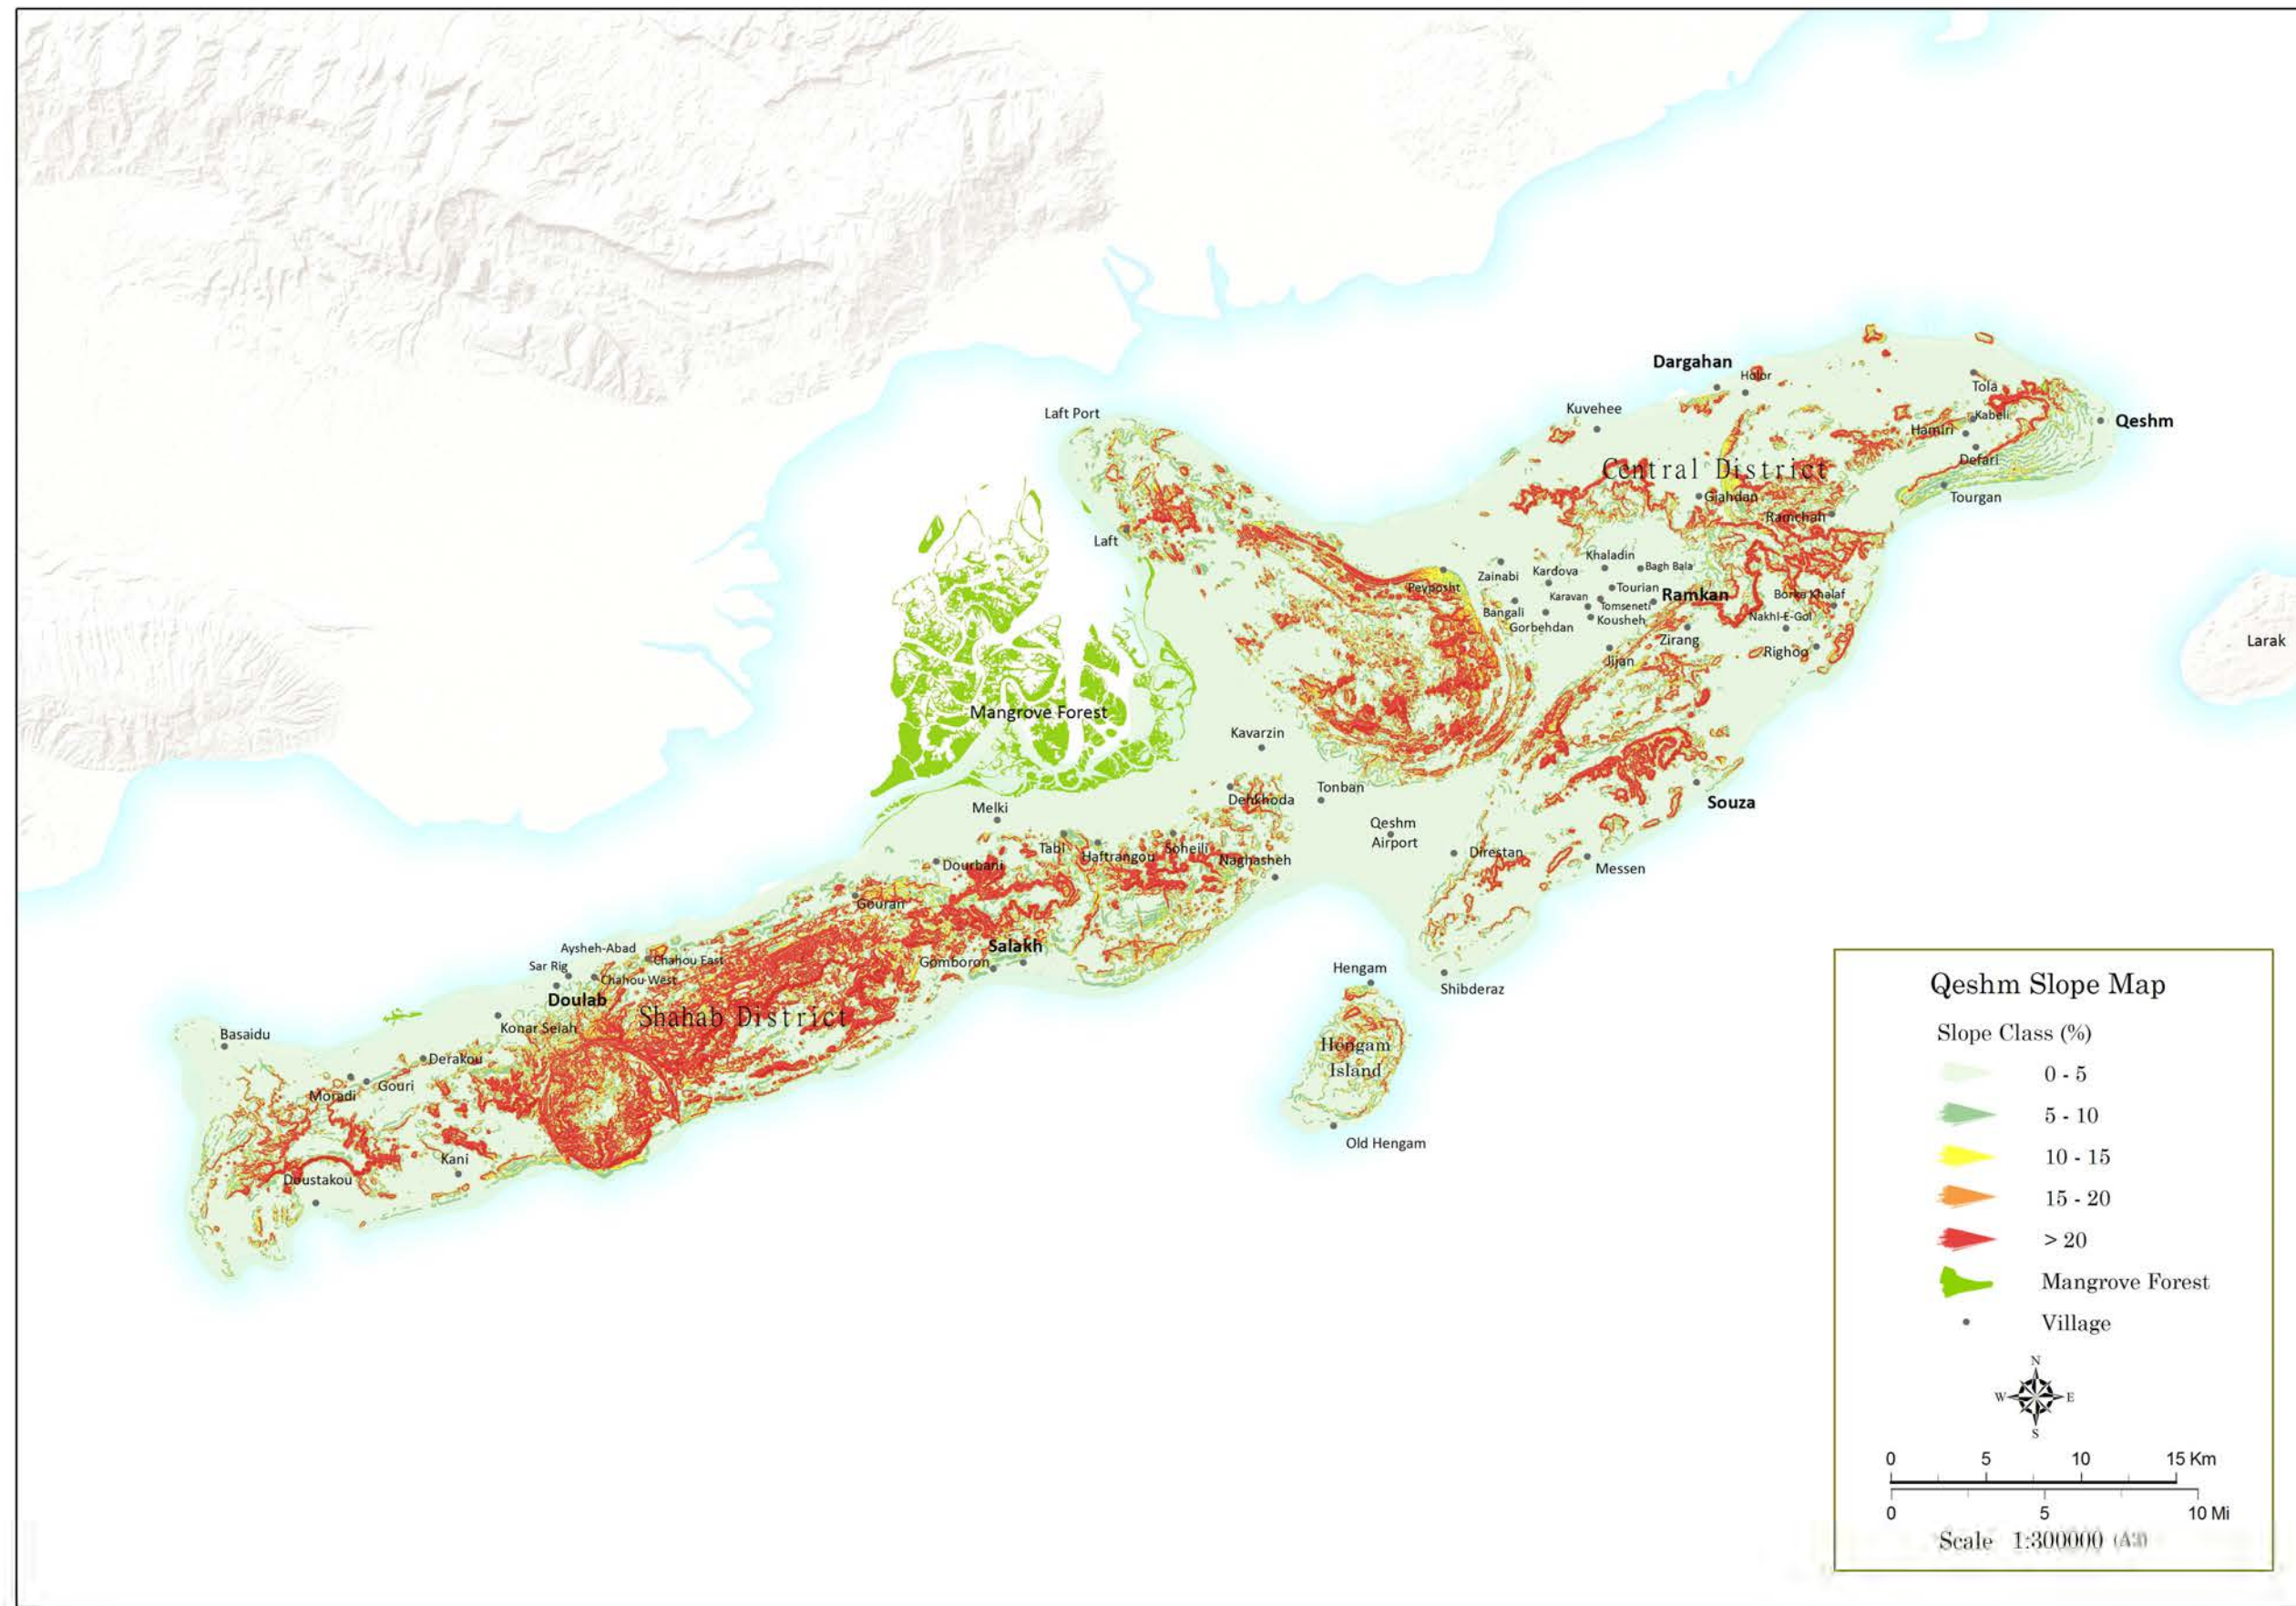 Dargahan
Holor
Tola
Laft Port
Kuvehee
Kabeli
Qeshm
Hamiri
Defari
Central District
Giahdan
Tourgan
Ramchah
Laft
Khaladin
Bagh Bala
Zainabi
Kardova
Peyposht
Tourian
Ramkan
Borka Khalaf
Karavan
Tomseneti
Bangali
Kousheh
Nakhl-E-Gol
Gorbehdan
Zirang
Larak
Righoo
Jijan
Mangrove Forest
Kavarzin
Tonban
Dehkhoda
Souza
Melki
Qeshm
Airport
Tabl
Haftrangou
Soheili
Naghasheh
Direstan
Dourbani
Messen
Gouran
Salakh
Aysheh-Abad
Chahou East
Gomboron
Sar Rig
Hengam
Chahou West
Shibderaz
Doulab
Shahab District
Konar Seiah
Basaidu
Hengam
Island
Derakou
Gouri
Moradi
Old Hengam
Kani
Doustakou
Qeshm Slope Map
Slope Class (%)
0 - 5
5 - 10
10 - 15
15 - 20
> 20
Mangrove Forest
Village
N
W E
S
0 5 10 15 Km
0 5 10 Mi
Scale 1:300000 (A3)